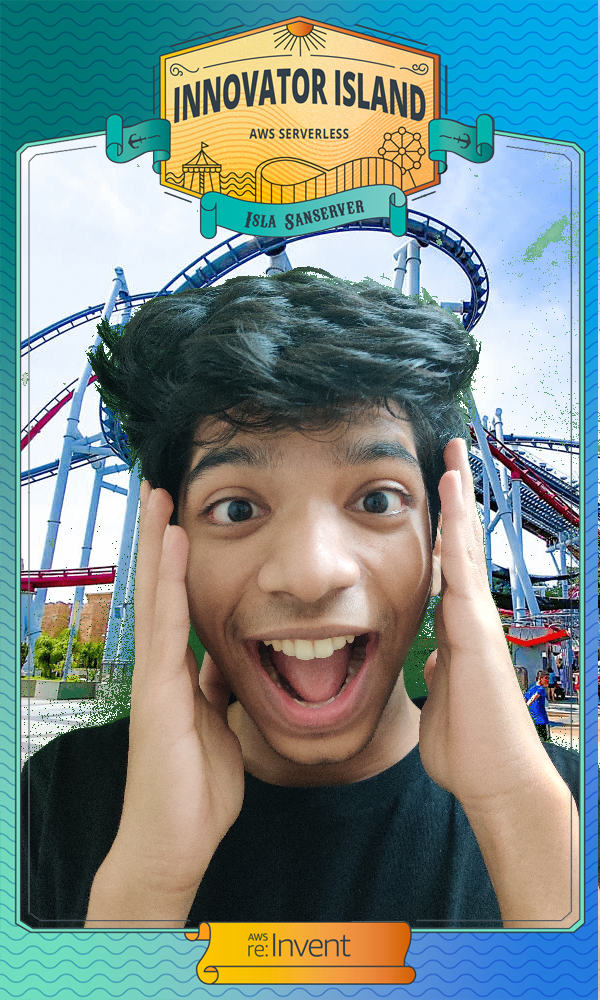 INNOVATOR ISLAND
AWS SERVERLESS
ISLA SANSERVER
AWS
re:Invent